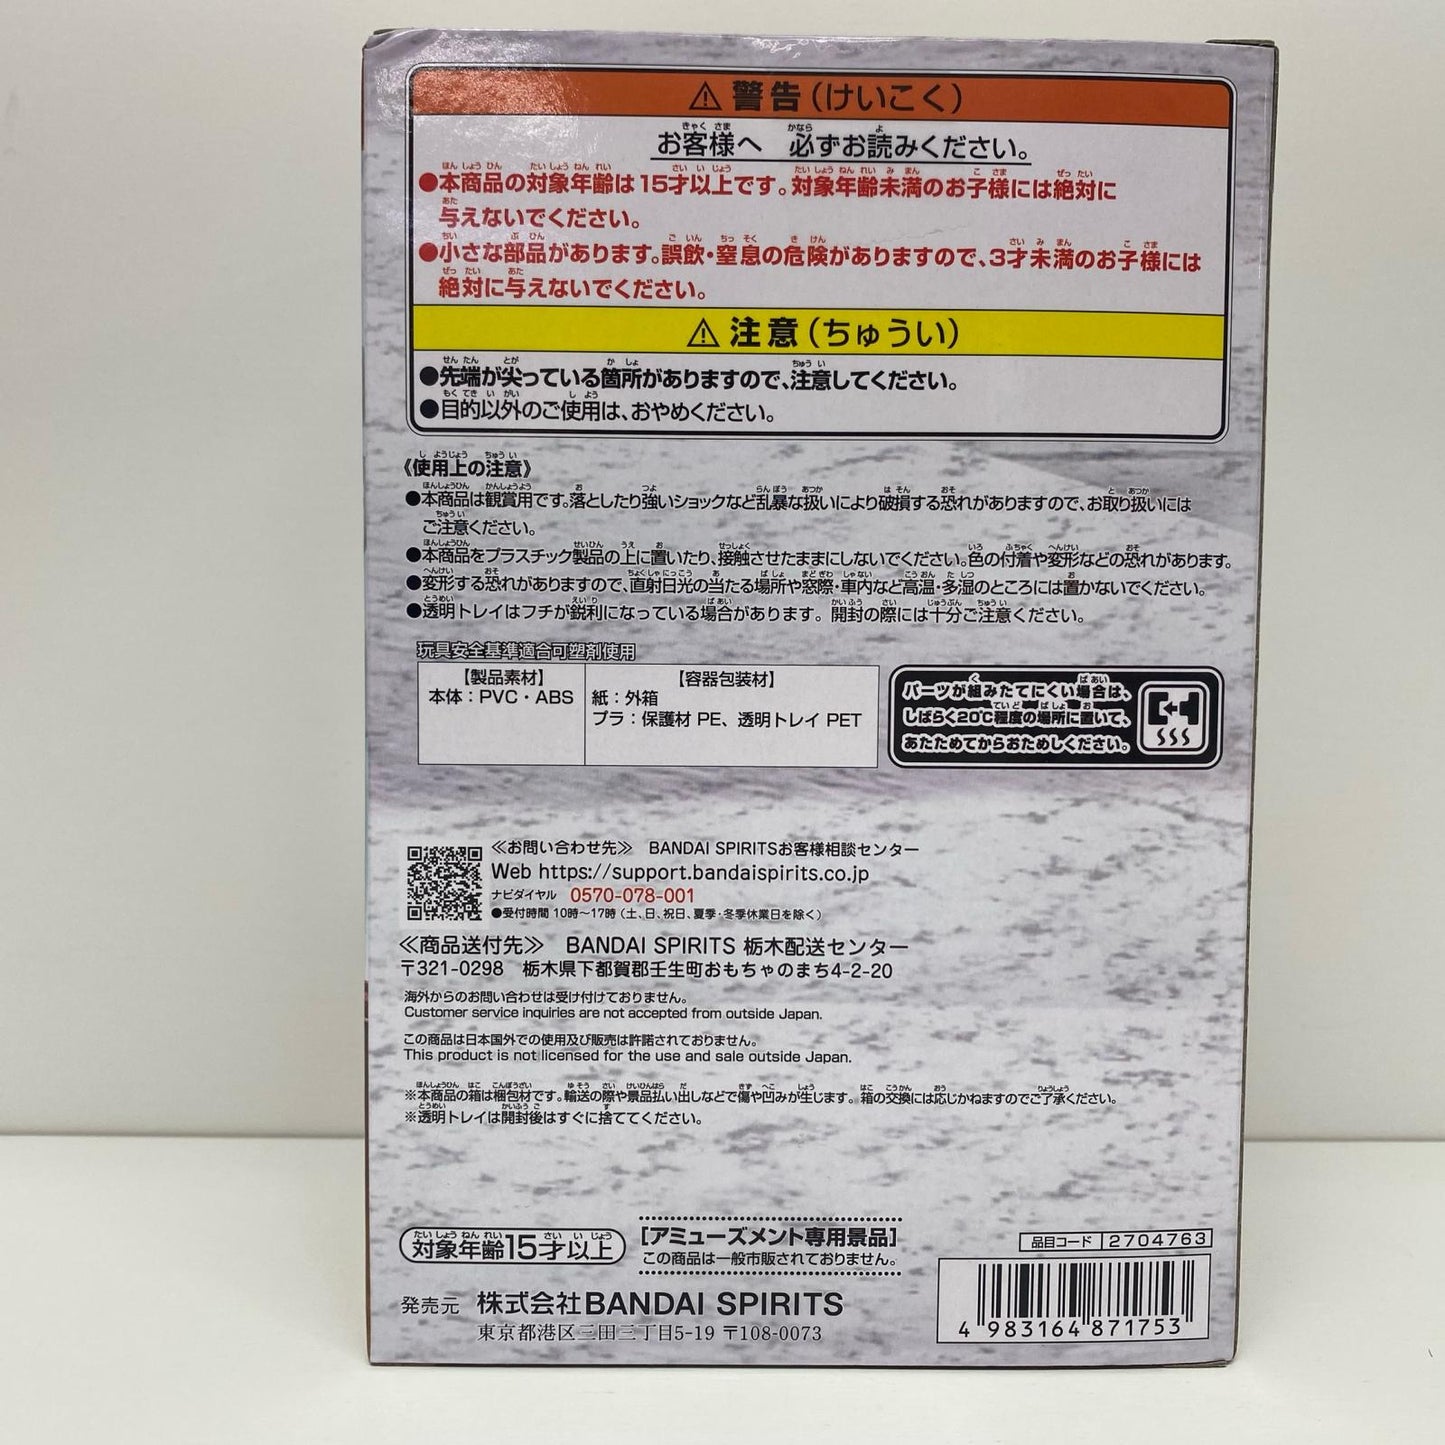 ⚠警告(けいこく)
お客様へ 必ずお読みください。
●本商品の対象年齢は15才以上です。対象年齢未満のお子様には絶対に
与えないでください。
●小さな部品があります。誤飲・窒息の危険がありますので、3才未満のお子様には
絶対に与えないでください。
⚠注意(ちゅうい)
●先端が尖っている箇所がありますので、注意してください。
●目的以外のご使用は、おやめください。
《使用上の注意》
●本商品は観賞用です。落としたり強いショックなど乱暴な扱いにより破損する恐れがありますので、お取り扱いには
ご注意ください。
●本商品をプラスチック製品の上に置いたり、接触させたままにしないでください。色の付着や変形などの恐れがあります。
●変形する恐れがありますので、直射日光の当たる場所や窓際・車内など高温・多湿のところには置かないでください。
●透明トレイはフチが鋭利になっている場合があります。開封の際には十分ご注意ください。
玩具安全基準適合可塑剤使用
【製品素材】
本体：PVC・ABS
【容器包装材】
紙：外箱
プラ：保護材 PE、透明トレイ PET
パーツが組みたてにくい場合は、
しばらく20℃程度の場所に置いて、
あたためてからおためしください。
≪お問い合わせ先≫ BANDAI SPIRITSお客様相談センター
Web https://support.bandaispirits.co.jp
ナビダイヤル 0570-078-001
●受付時間 10時～17時（土、日、祝日、夏季・冬季休業日を除く）
≪商品送付先≫ BANDAI SPIRITS 栃木配送センター
〒321-0298 栃木県下都賀郡壬生町おもちゃのまち4-2-20
海外からのお問い合わせは受け付けておりません。
Customer service inquiries are not accepted from outside Japan.
この商品は日本国外での使用及び販売は許諾されておりません。
This product is not licensed for the use and sale outside Japan.
※本商品の箱は梱包材です。輸送の際や景品払い出しなどで傷や凹みが生じます。箱の交換には応じかねますのでご了承ください。
※透明トレイは開封後はすぐに捨ててください。
対象年齢15才以上
[アミューズメント専用景品]
この商品は一般市販されておりません。
品目コード 2704763
発売元 株式会社BANDAI SPIRITS
東京都港区三田三丁目5-19 〒108-0073
4 983164 871753